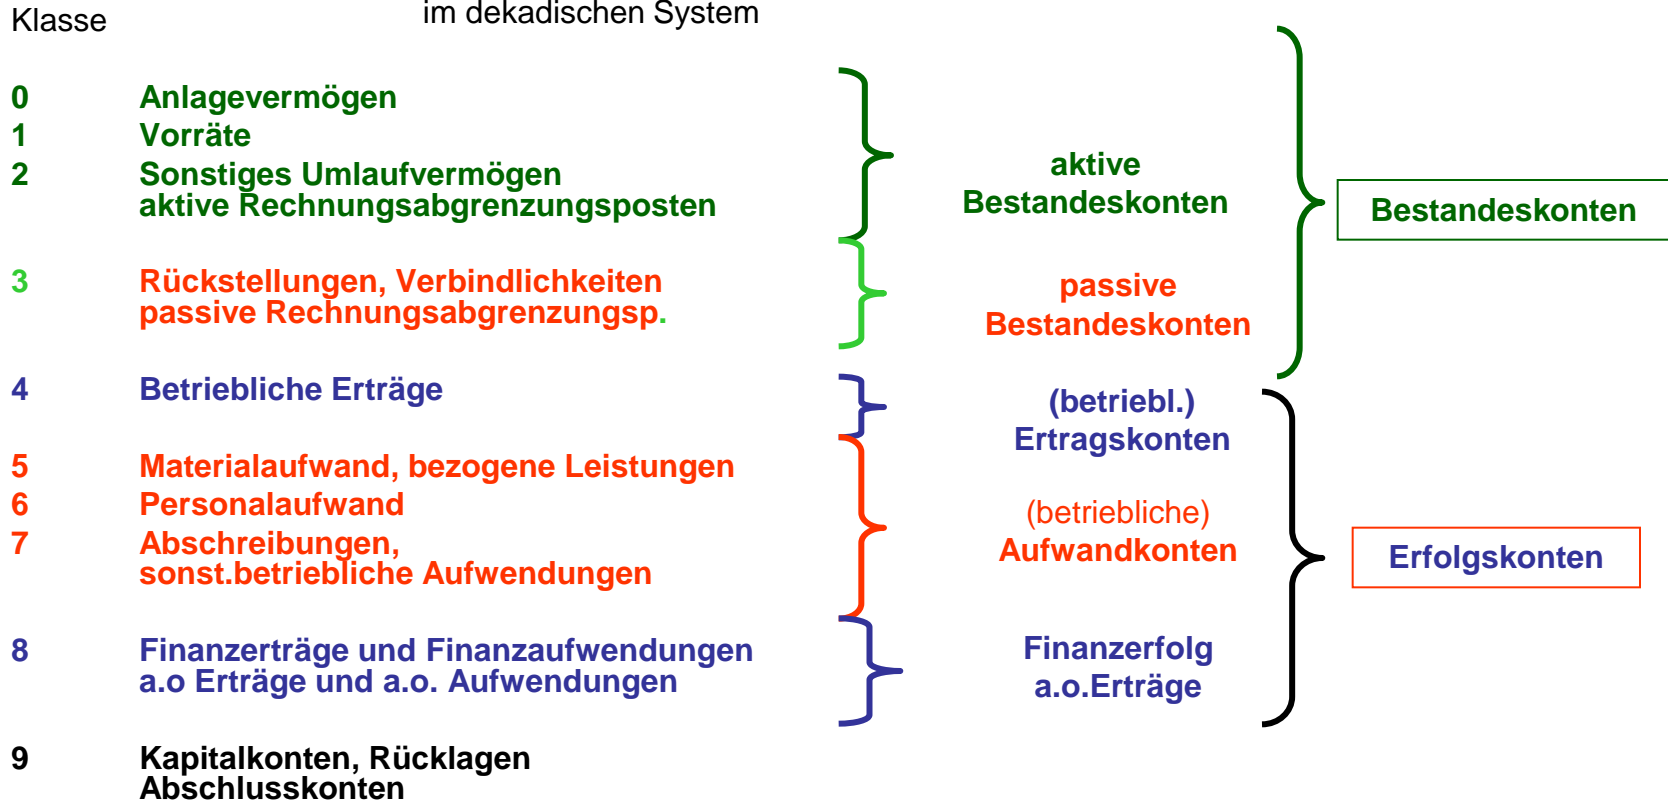 im dekadischen System
Klasse
0 Anlagevermögen
1 Vorräte
2 Sonstiges Umlaufvermögen
aktive Rechnungsabgrenzungsposten
aktive
Bestandeskonten
Bestandeskonten
3 Rückstellungen, Verbindlichkeiten
passive Rechnungsabgrenzungsp.
passive
Bestandeskonten
4 Betriebliche Erträge
(betriebl.)
Ertragskonten
5 Materialaufwand, bezogene Leistungen
6 Personalaufwand
7 Abschreibungen,
sonst.betriebliche Aufwendungen
(betriebliche)
Aufwandkonten
Erfolgskonten
8 Finanzerträge und Finanzaufwendungen
a.o Erträge und a.o. Aufwendungen
Finanzerfolg
a.o.Erträge
9 Kapitalkonten, Rücklagen
Abschlusskonten